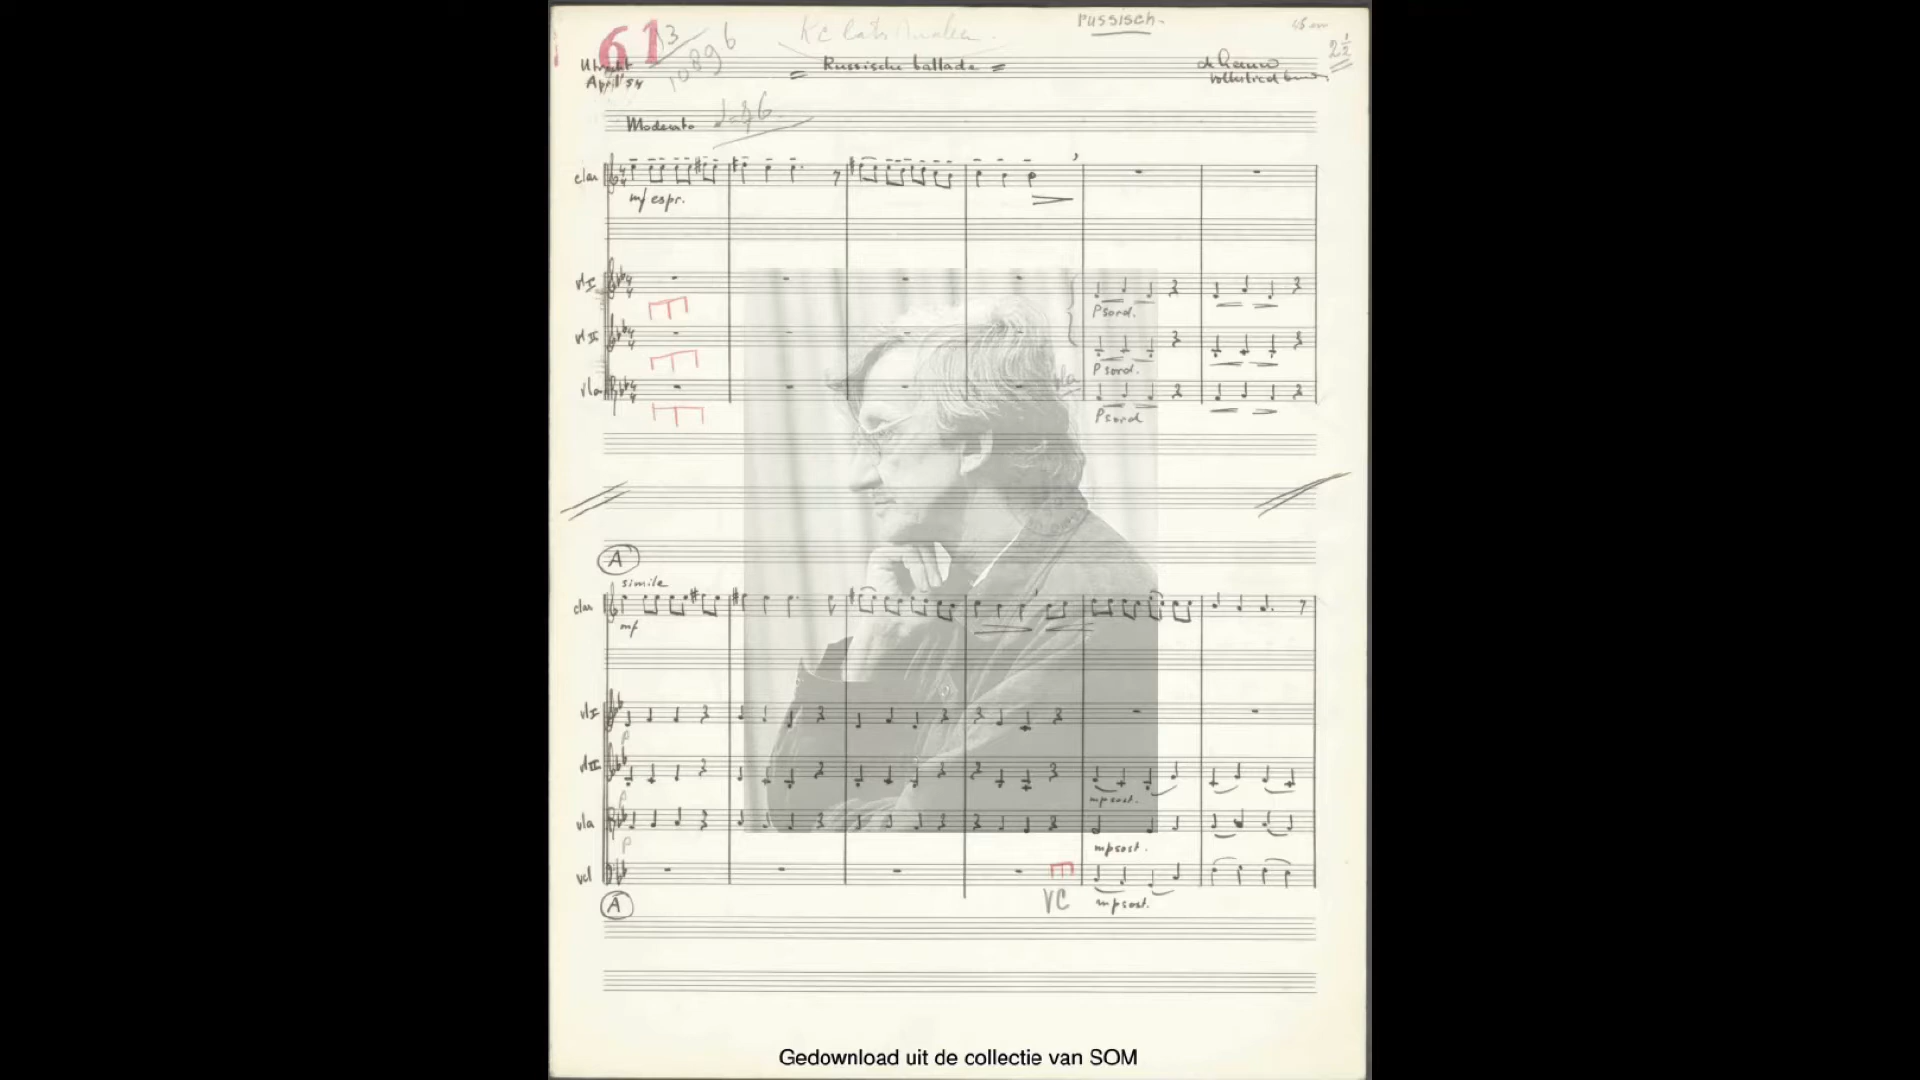 russisch.
61
Utrecht
April '54
= Russische ballade =
Moderato
clar
mf espr.
vl I
P sord.
vl II
P sord.
vla
P sord
A
simile
clar
mp
vl I
p
vl II
p
mp sost.
vla
p
mp sost.
vcl
VC
mp sost.
A
Gedownload uit de collectie van SOM